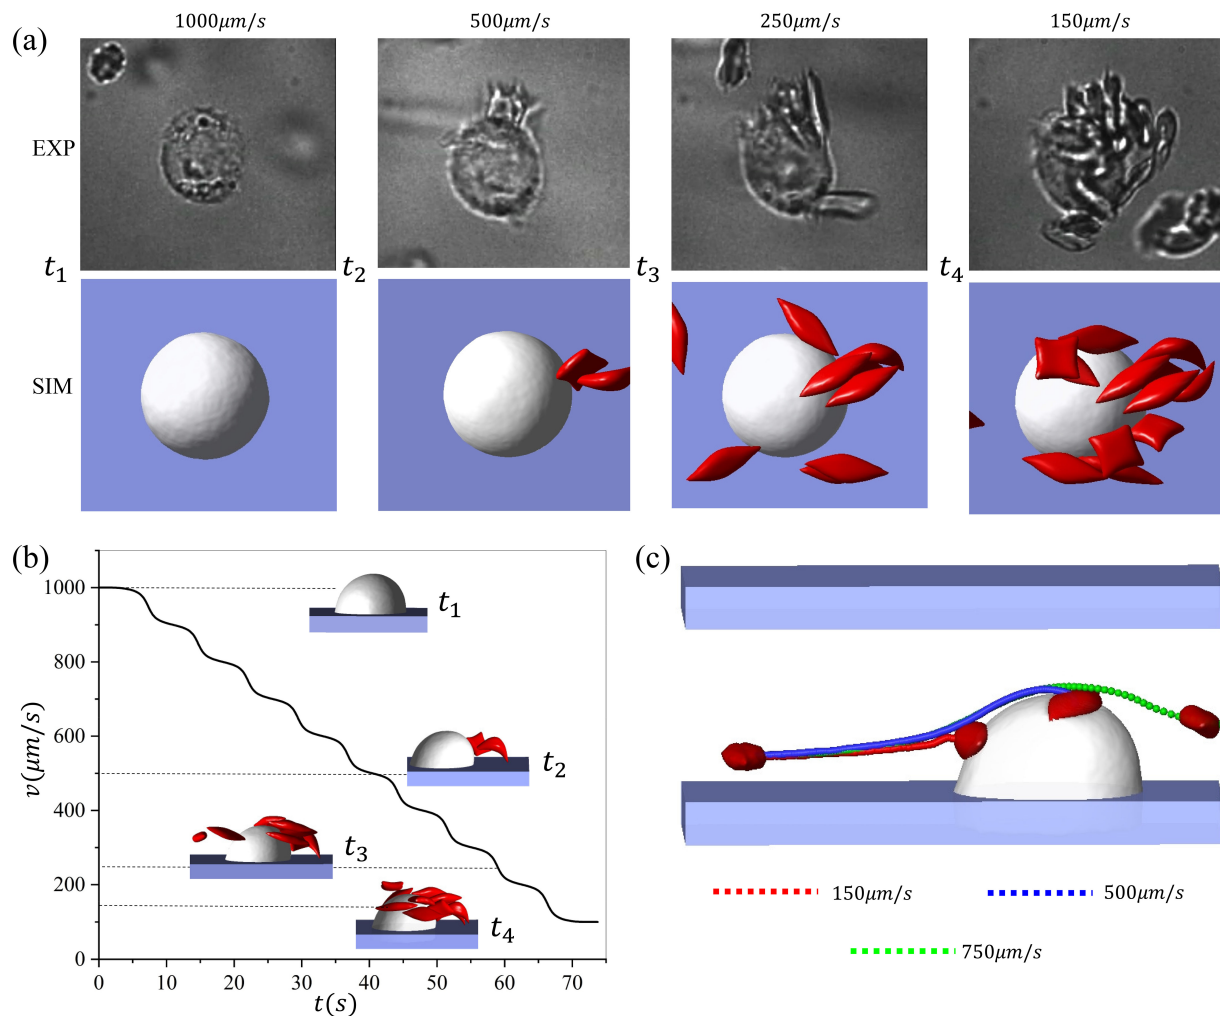 1000μm/s 500μm/s 250μm/s 150μm/s
(a)
EXP
t₁ t₂ t₃ t₄
SIM
(b)
(c)
1000
800
600
400
200
0
v(μm/s)
t₁
t₂
t₃
t₄
0 10 20 30 40 50 60 70
t(s)
150μm/s 500μm/s
750μm/s